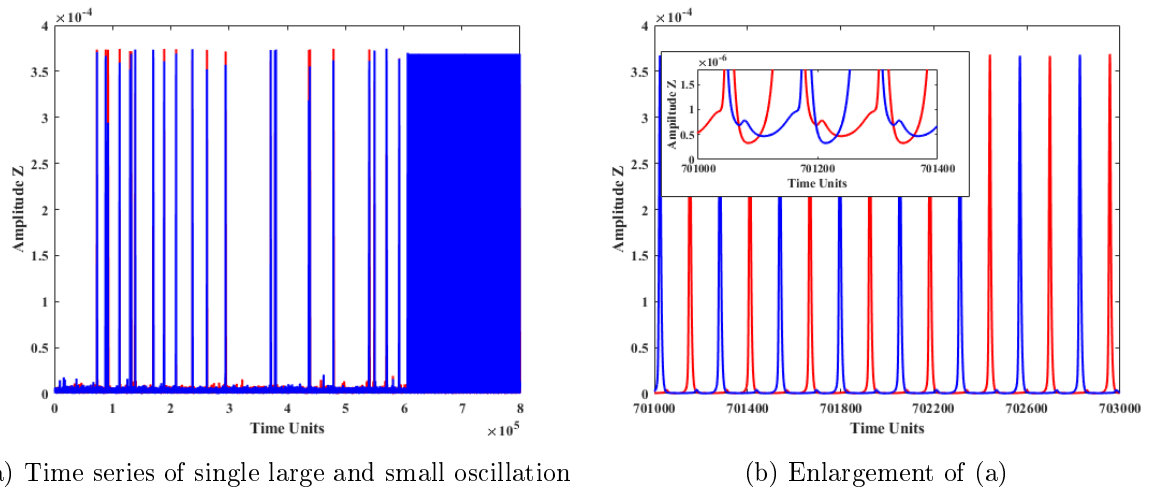 ×10⁻⁴
4
3.5
3
2.5
2
1.5
1
0.5
0
Amplitude Z
0 1 2 3 4 5 6 7 8
Time Units
×10⁵
) Time series of single large and small oscillation
×10⁻⁴
4
3.5
3
2.5
2
1.5
1
0.5
0
Amplitude Z
×10⁻⁶
1.5
1
0.5
0
Amplitude Z
701000 701200 701400
Time Units
701000 701400 701800 702200 702600 703000
Time Units
(b) Enlargement of (a)